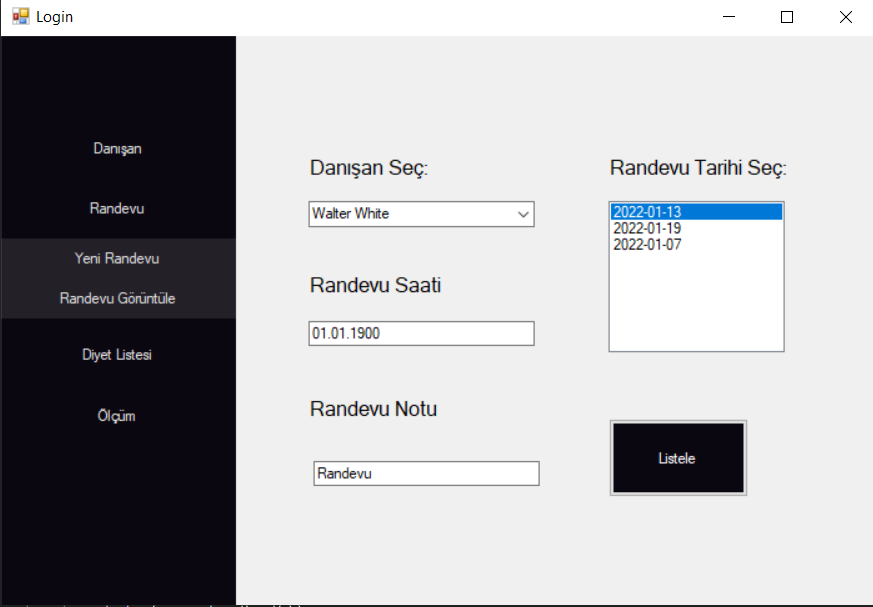 Login
Danışan
Randevu
Yeni Randevu
Randevu Görüntüle
Diyet Listesi
Ölçüm
Danışan Seç:
Walter White
Randevu Saati
01.01.1900
Randevu Notu
Randevu
Randevu Tarihi Seç:
2022-01-13
2022-01-19
2022-01-07
Listele